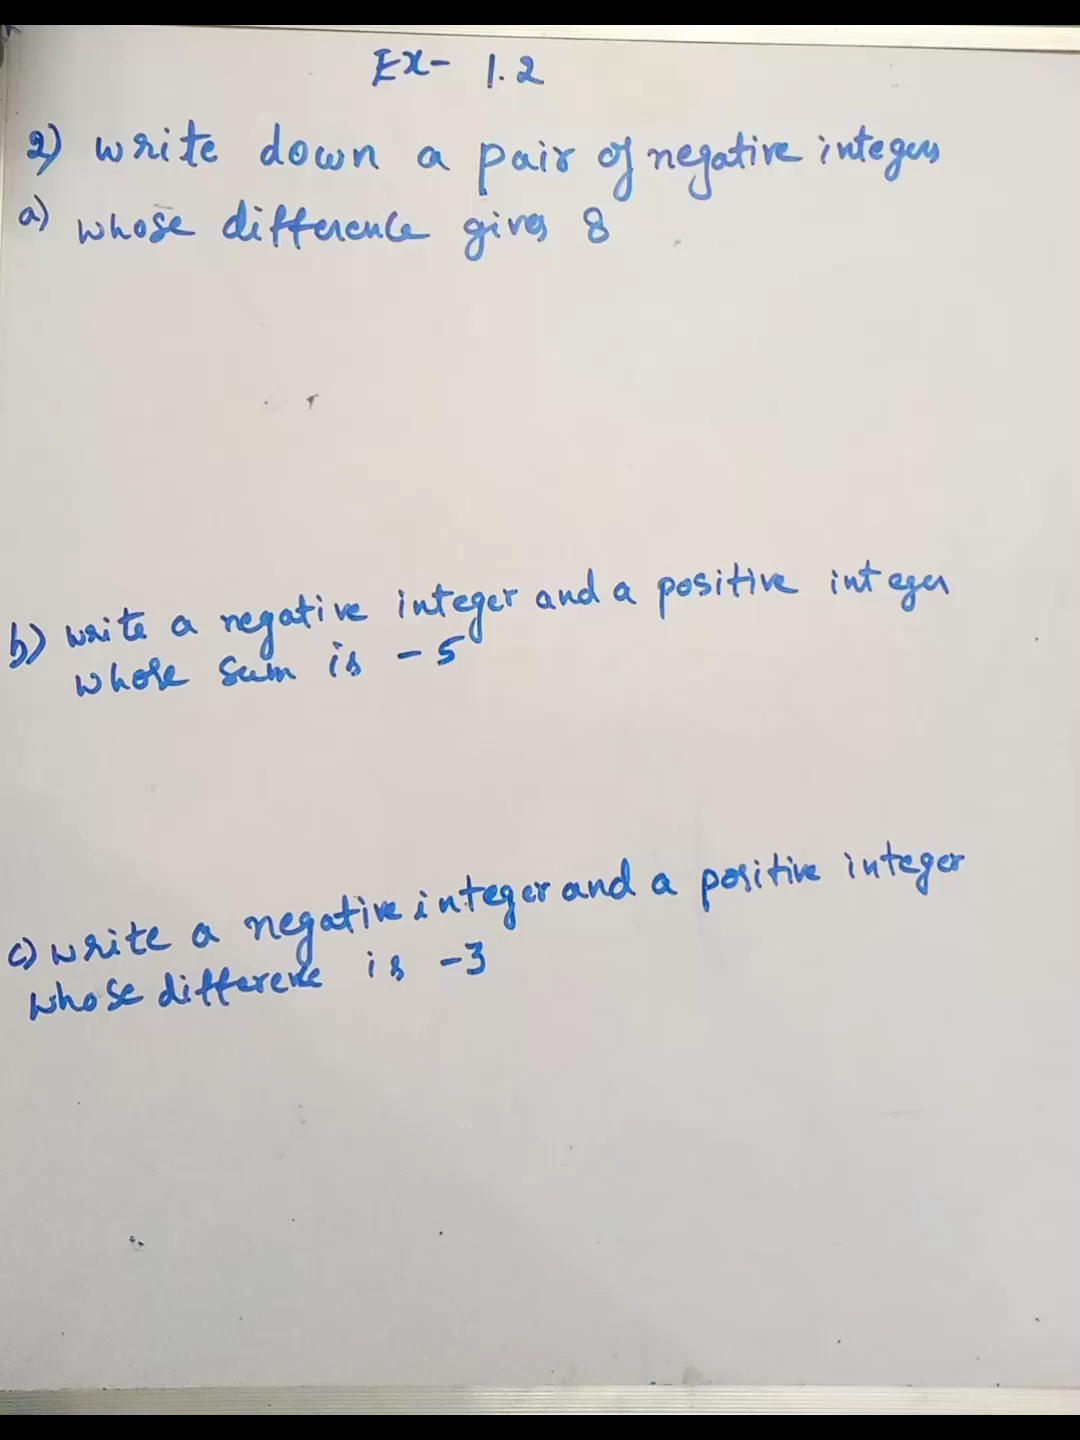 Ex- 1.2
2) write down a pair of negative integers
a) whose difference gives 8
b) write a negative integer and a positive integer
whose sum is -5
c) write a negative integer and a positive integer
whose difference is -3